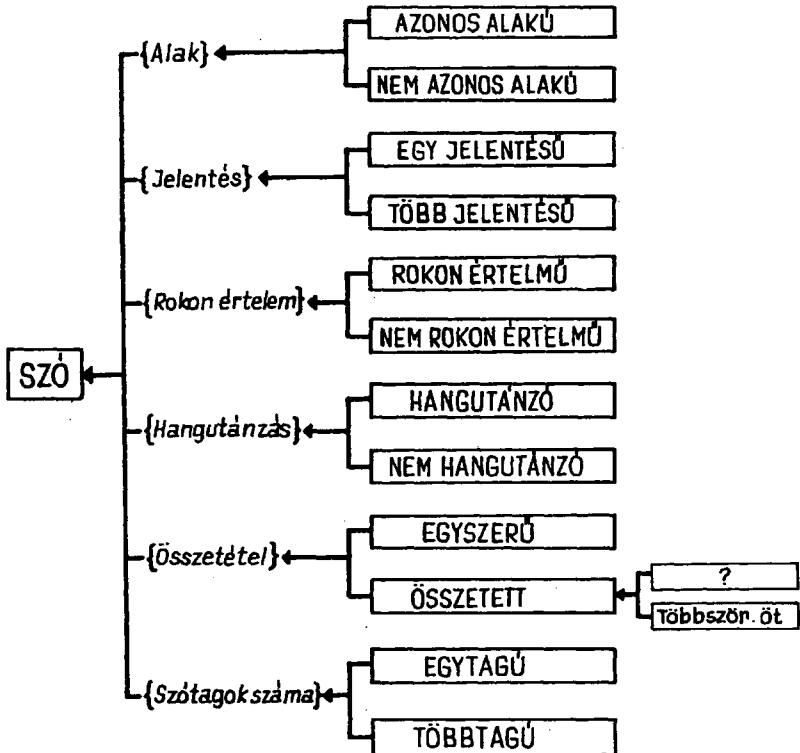 AZONOS ALAKÚ
{Alak}
NEM AZONOS ALAKÚ
EGY JELENTÉSŰ
{Jelentés}
TÖBB JELENTÉSŰ
ROKON ÉRTELMŰ
{Rokon értelem}
NEM ROKON ÉRTELMŰ
SZÓ
HANGUTÁNZÓ
{Hangutánzás}
NEM HANGUTÁNZÓ
EGYSZERŰ
{Összetétel}
ÖSSZETETT
?
Többször. öt
EGYTAGÚ
{Szótagok száma}
TÖBBTAGÚ